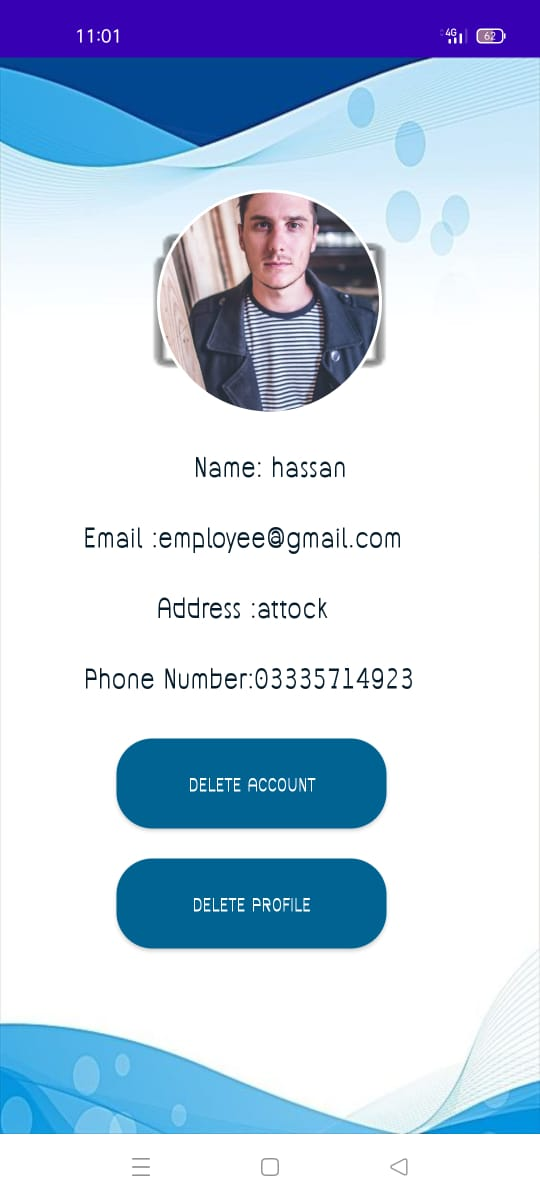 11:01
4G
62
Name: hassan
Email :employee@gmail.com
Address :attock
Phone Number:03335714923
DELETE ACCOUNT
DELETE PROFILE